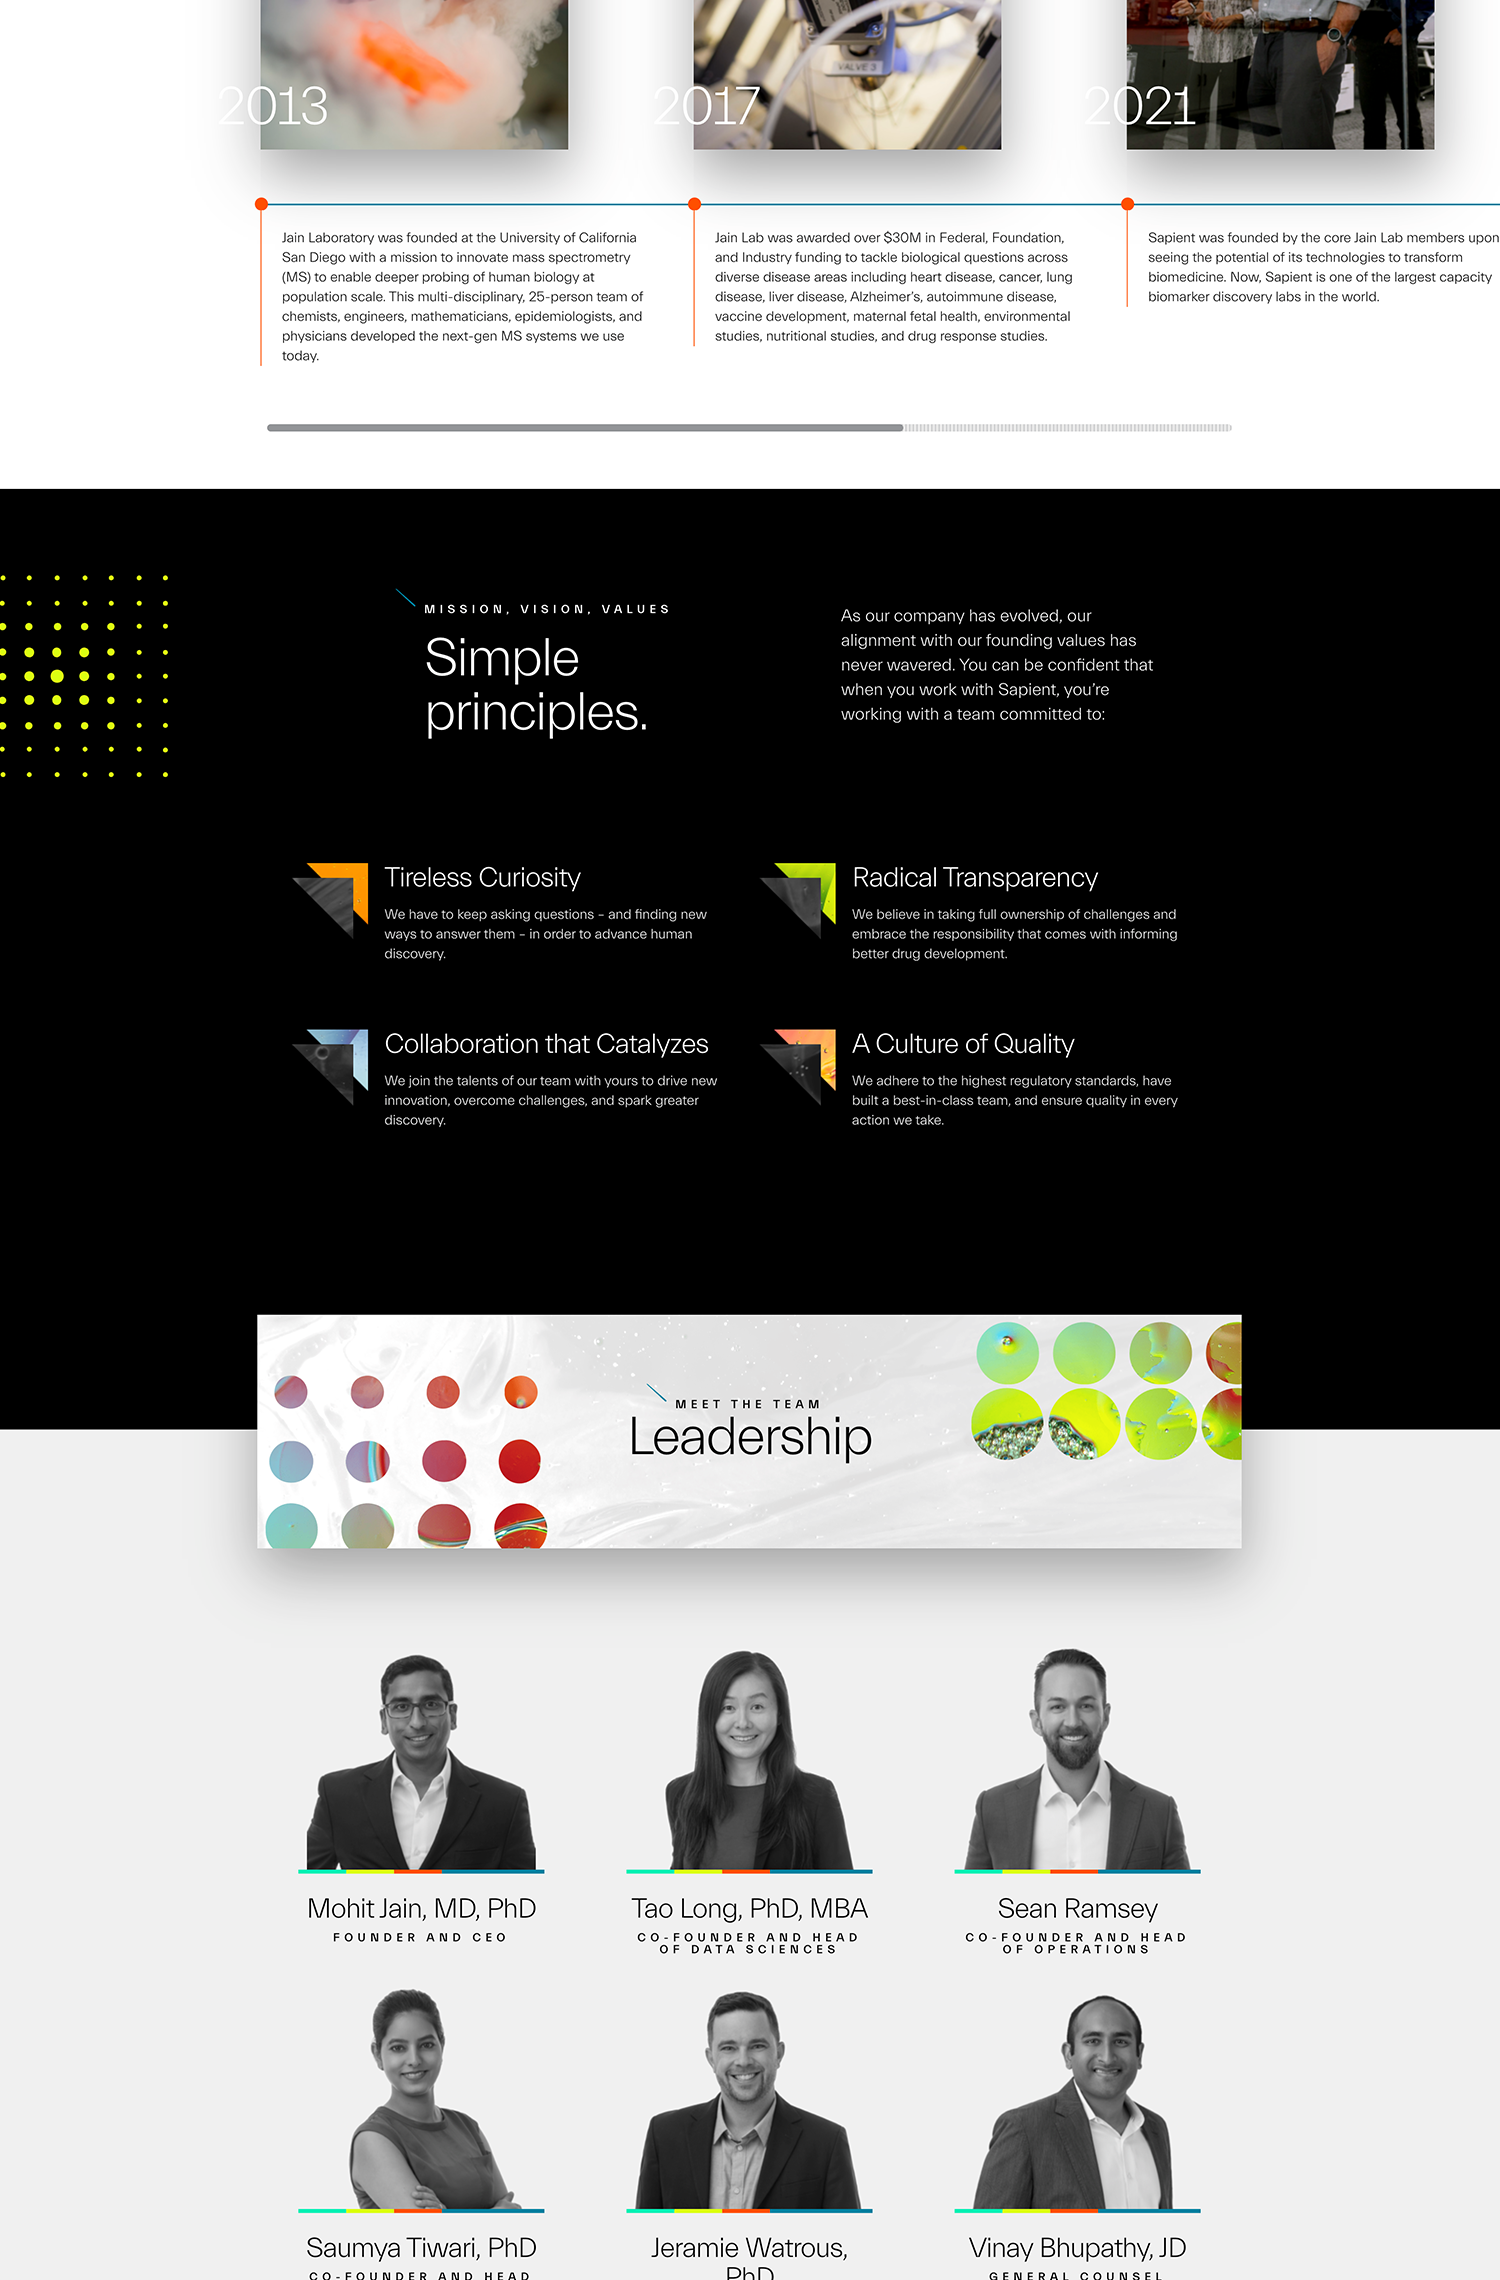 VALVE 3
2013
2017
2021
Jain Laboratory was founded at the University of California
San Diego with a mission to innovate mass spectrometry
(MS) to enable deeper probing of human biology at
population scale. This multi-disciplinary, 25-person team of
chemists, engineers, mathematicians, epidemiologists, and
physicians developed the next-gen MS systems we use
today.
Jain Lab was awarded over $30M in Federal, Foundation,
and Industry funding to tackle biological questions across
diverse disease areas including heart disease, cancer, lung
disease, liver disease, Alzheimer’s, autoimmune disease,
vaccine development, maternal fetal health, environmental
studies, nutritional studies, and drug response studies.
Sapient was founded by the core Jain Lab members upon
seeing the potential of its technologies to transform
biomedicine. Now, Sapient is one of the largest capacity
biomarker discovery labs in the world.
MISSION, VISION, VALUES
Simple
principles.
As our company has evolved, our
alignment with our founding values has
never wavered. You can be confident that
when you work with Sapient, you’re
working with a team committed to:
Tireless Curiosity
We have to keep asking questions – and finding new
ways to answer them – in order to advance human
discovery.
Radical Transparency
We believe in taking full ownership of challenges and
embrace the responsibility that comes with informing
better drug development.
Collaboration that Catalyzes
We join the talents of our team with yours to drive new
innovation, overcome challenges, and spark greater
discovery.
A Culture of Quality
We adhere to the highest regulatory standards, have
built a best-in-class team, and ensure quality in every
action we take.
MEET THE TEAM
Leadership
Mohit Jain, MD, PhD
FOUNDER AND CEO
Tao Long, PhD, MBA
CO-FOUNDER AND HEAD
OF DATA SCIENCES
Sean Ramsey
CO-FOUNDER AND HEAD
OF OPERATIONS
Saumya Tiwari, PhD
CO-FOUNDER AND HEAD
Jeramie Watrous,
PhD
Vinay Bhupathy, JD
GENERAL COUNSEL